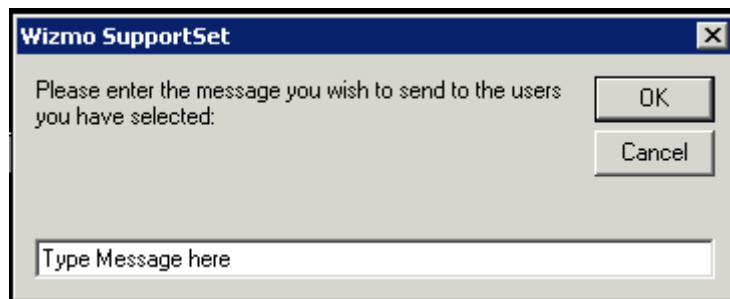 Wizmo SupportSet
Please enter the message you wish to send to the users
you have selected:
OK
Cancel
Type Message here